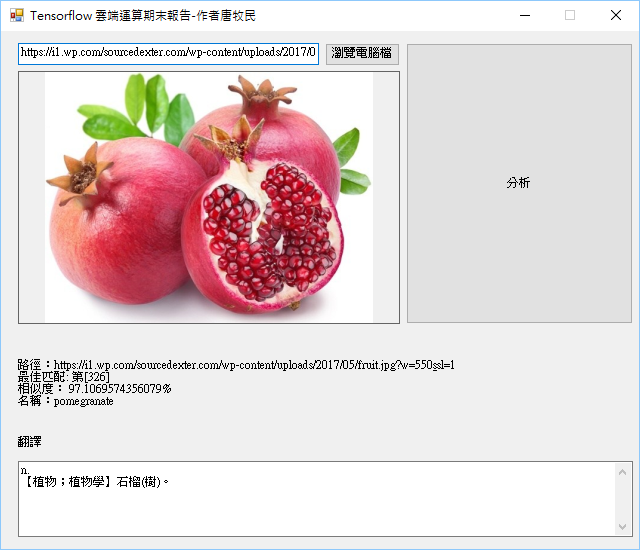 Tensorflow 雲端運算期末報告-作者唐牧民
https://i1.wp.com/sourcedexter.com/wp-content/uploads/2017/0
瀏覽電腦檔
分析
路徑：https://i1.wp.com/sourcedexter.com/wp-content/uploads/2017/05/fruit.jpg?w=550ssl=1
最佳匹配: 第[326]
相似度： 97.1069574356079%
名稱：pomegranate
翻譯
n.
【植物；植物學】石榴(樹)。